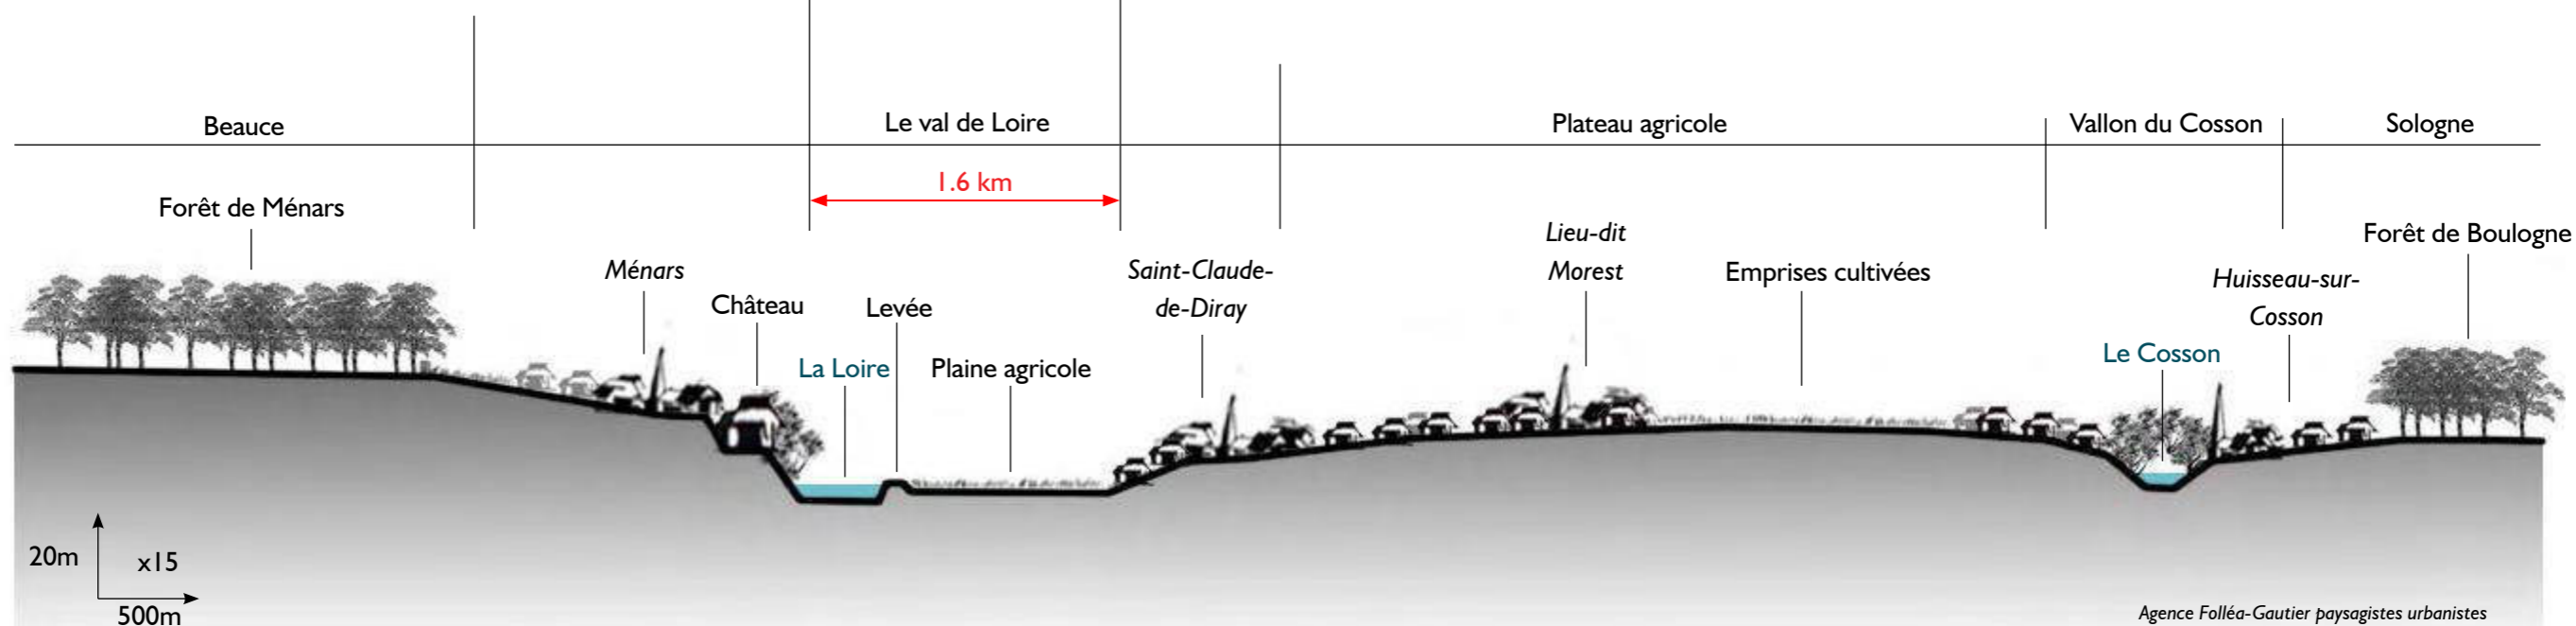 Beauce
Le val de Loire
Plateau agricole
Vallon du Cosson
Sologne
1.6 km
Forêt de Ménars
Ménars
Château
La Loire
Levée
Plaine agricole
Saint-Claude-
de-Diray
Lieu-dit
Morest
Emprises cultivées
Le Cosson
Huisseau-sur-
Cosson
Forêt de Boulogne
20m
x15
500m
Agence Folléa-Gautier paysagistes urbanistes